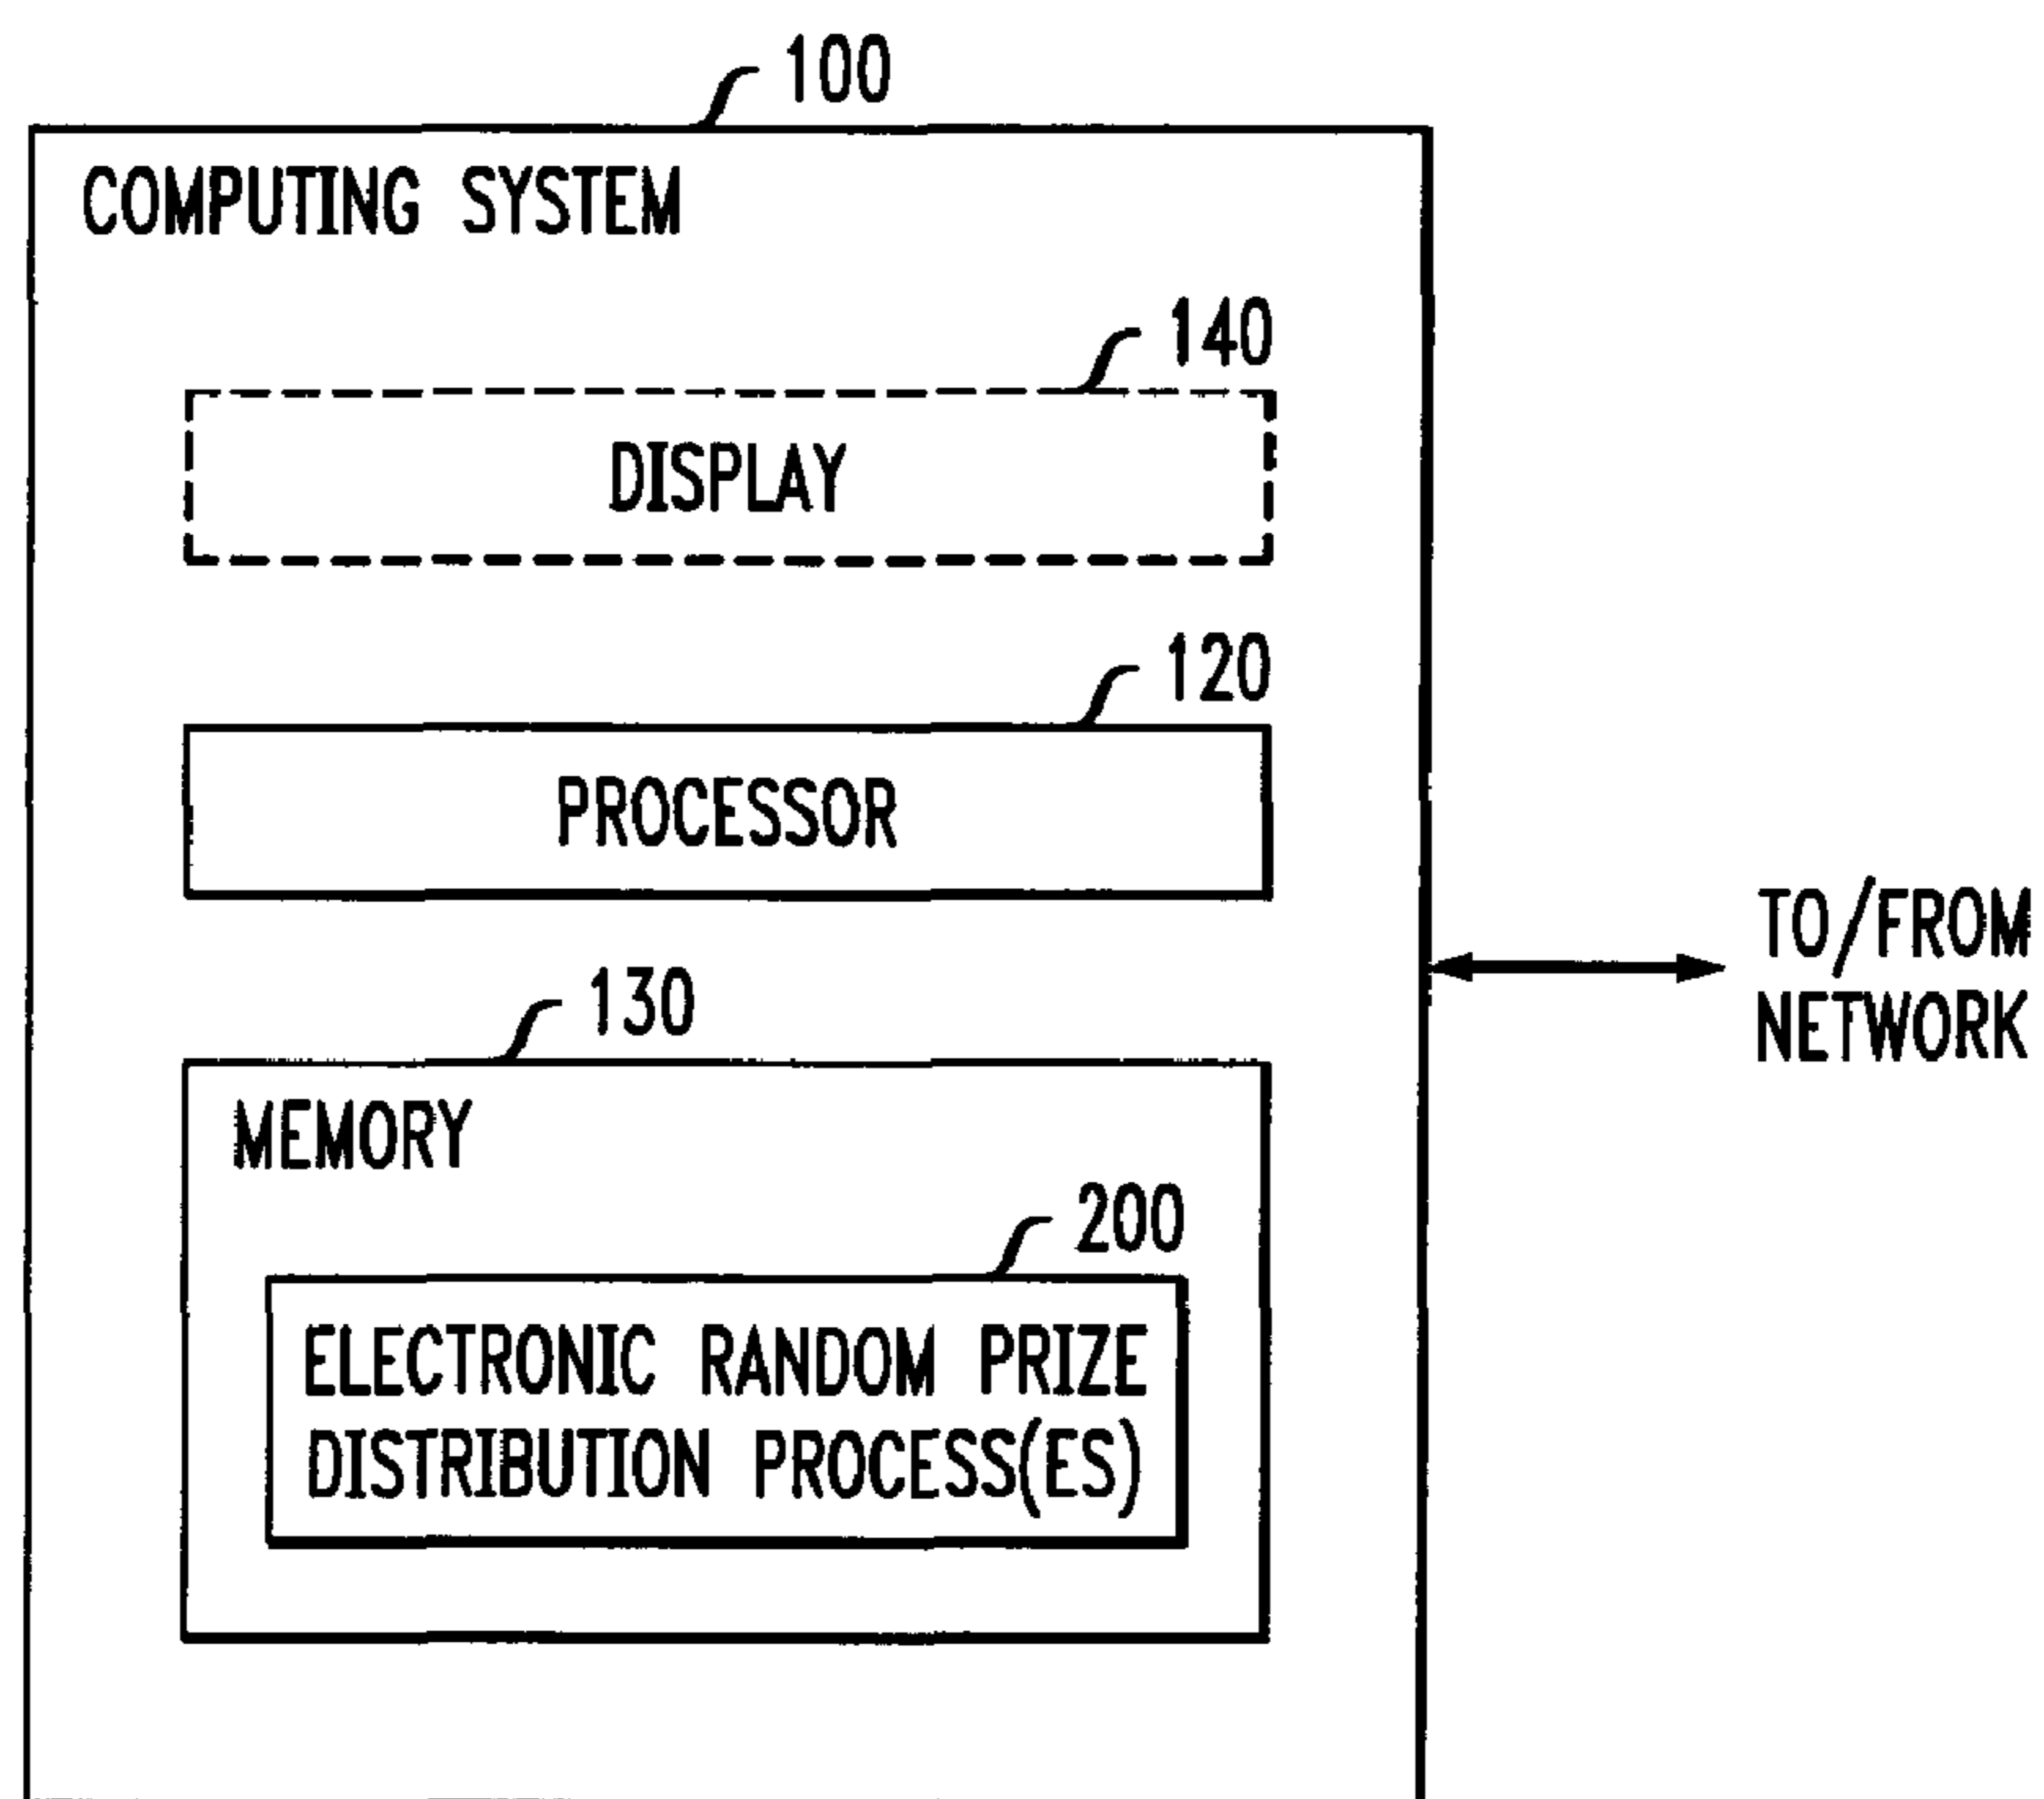 100
COMPUTING SYSTEM
140
DISPLAY
120
PROCESSOR
TO/FROM
NETWORK
130
MEMORY
200
ELECTRONIC RANDOM PRIZE
DISTRIBUTION PROCESS(ES)